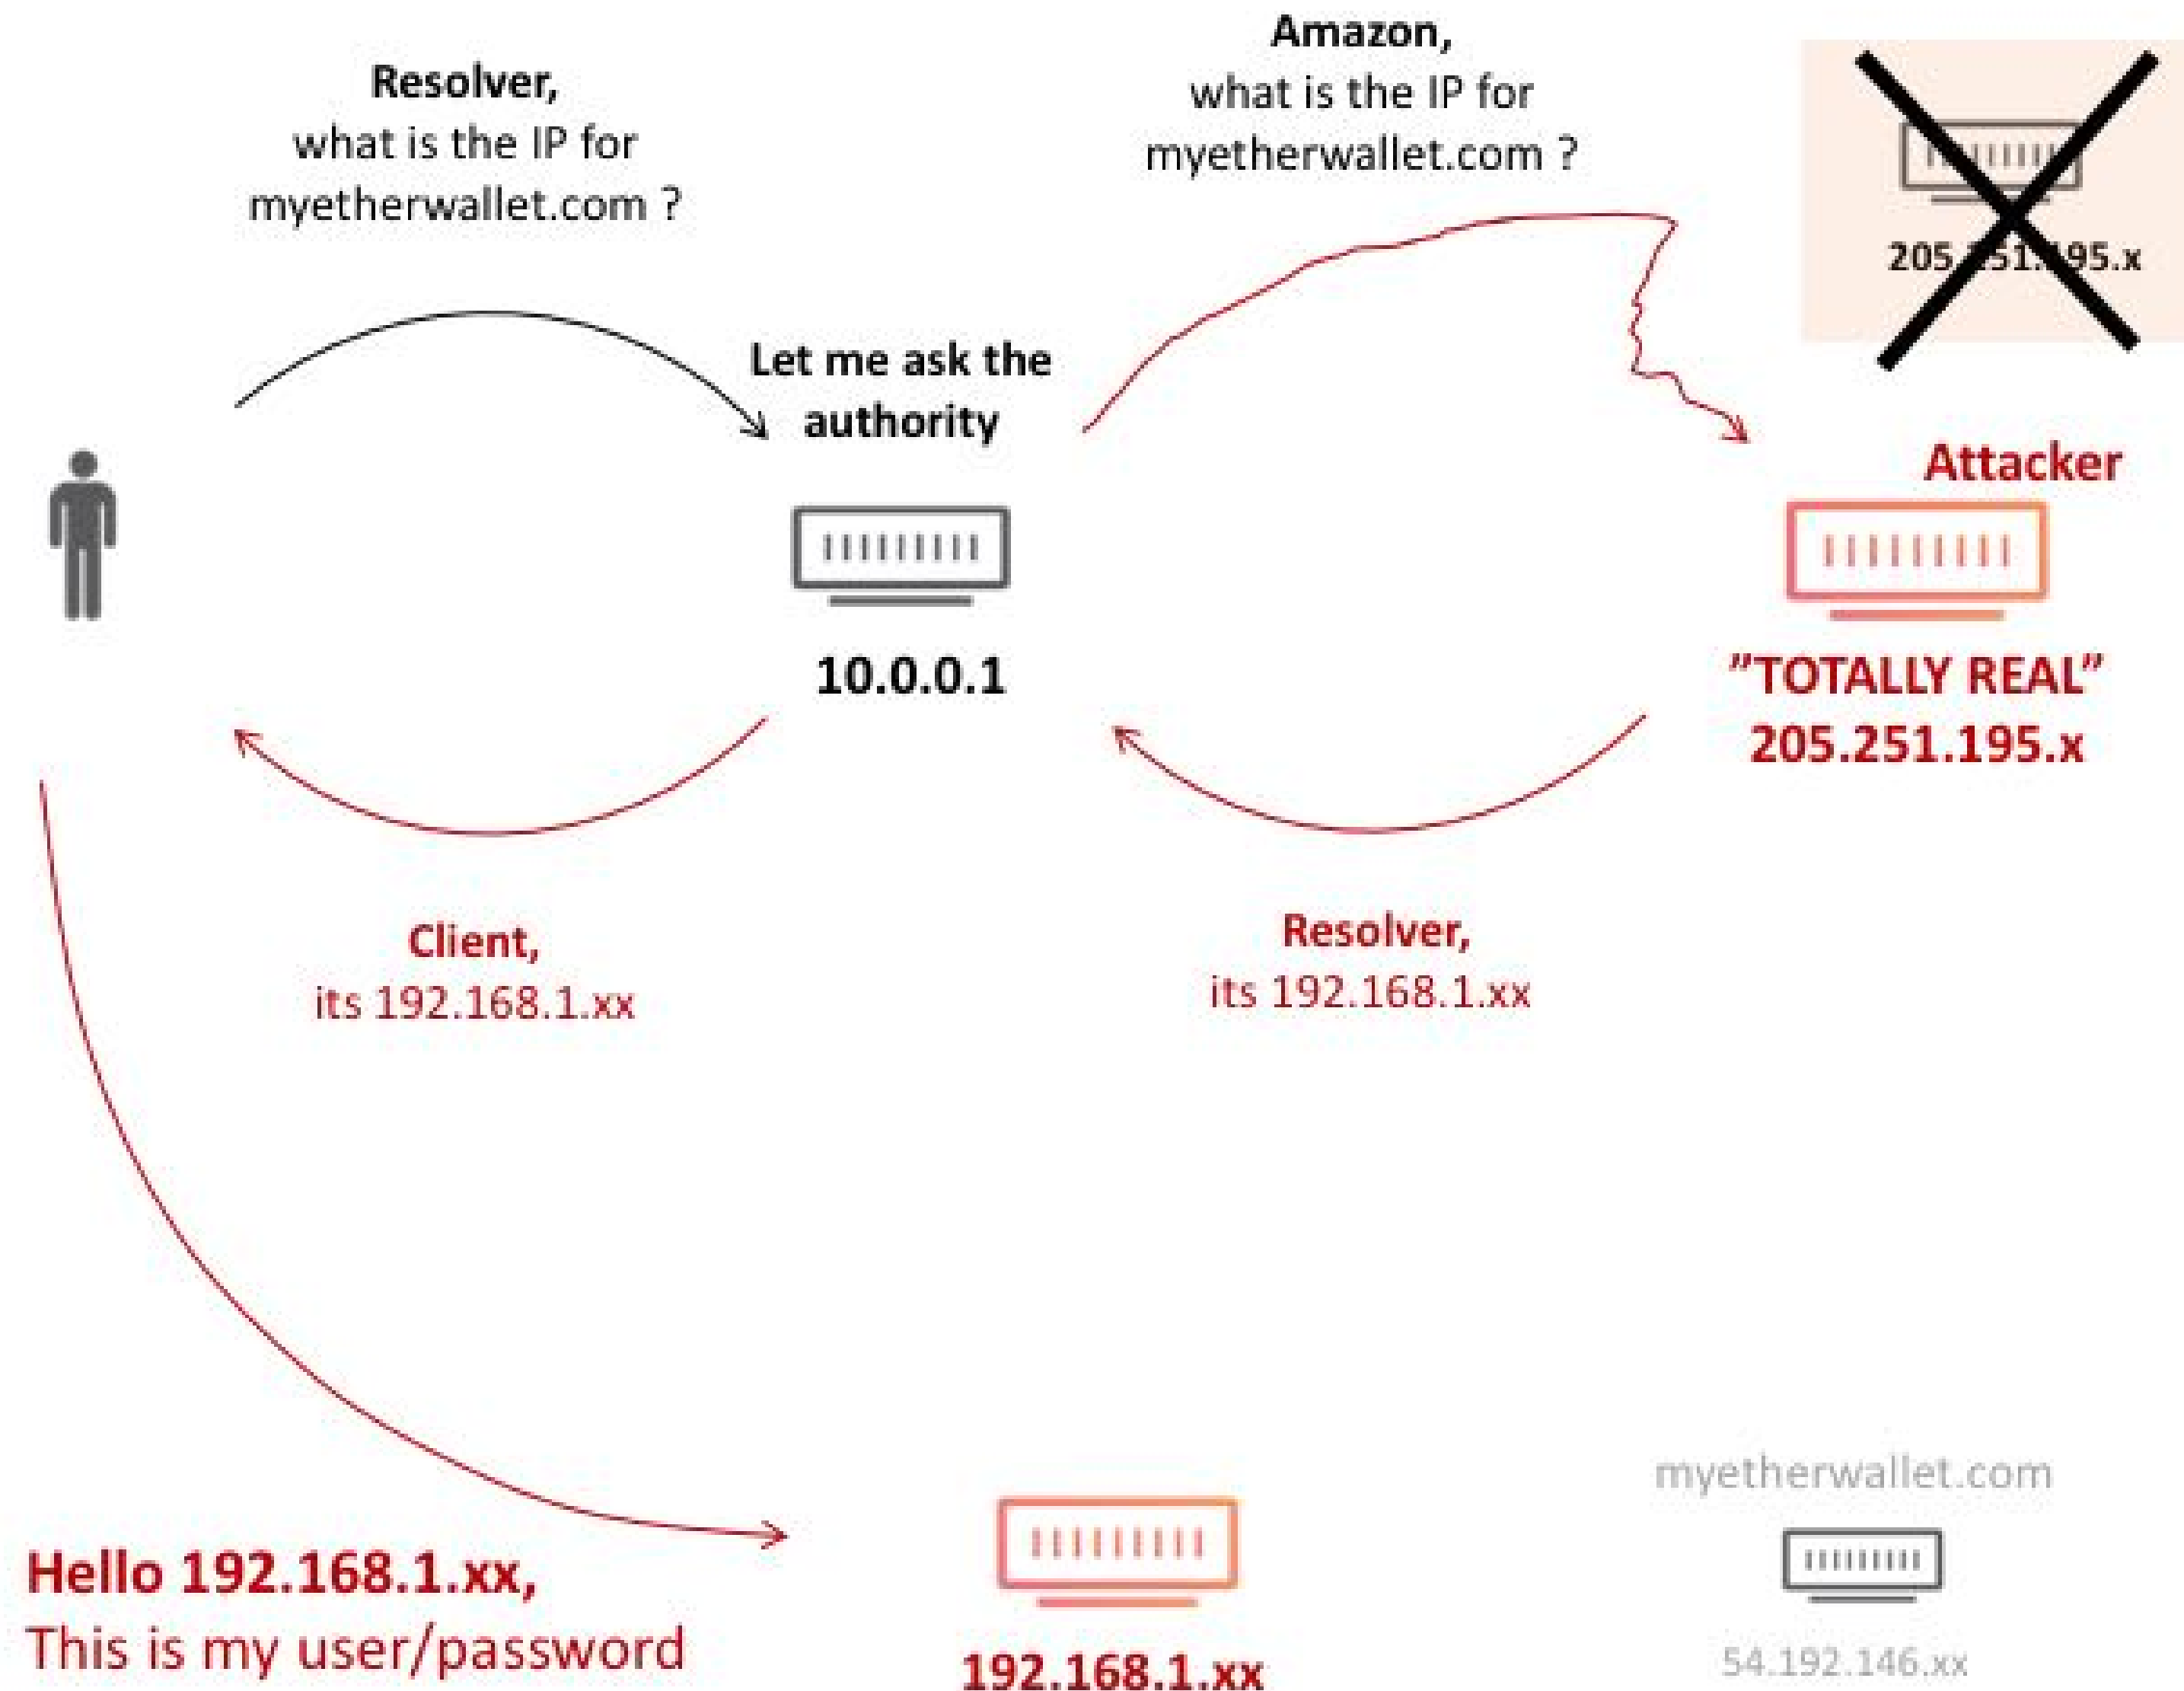 Resolver,
what is the IP for
myetherwallet.com ?
Amazon,
what is the IP for
myetherwallet.com ?
205.251.195.x
Let me ask the
authority
10.0.0.1
Attacker
”TOTALLY REAL”
205.251.195.x
Client,
its 192.168.1.xx
Resolver,
its 192.168.1.xx
Hello 192.168.1.xx,
This is my user/password
192.168.1.xx
myetherwallet.com
54.192.146.xx